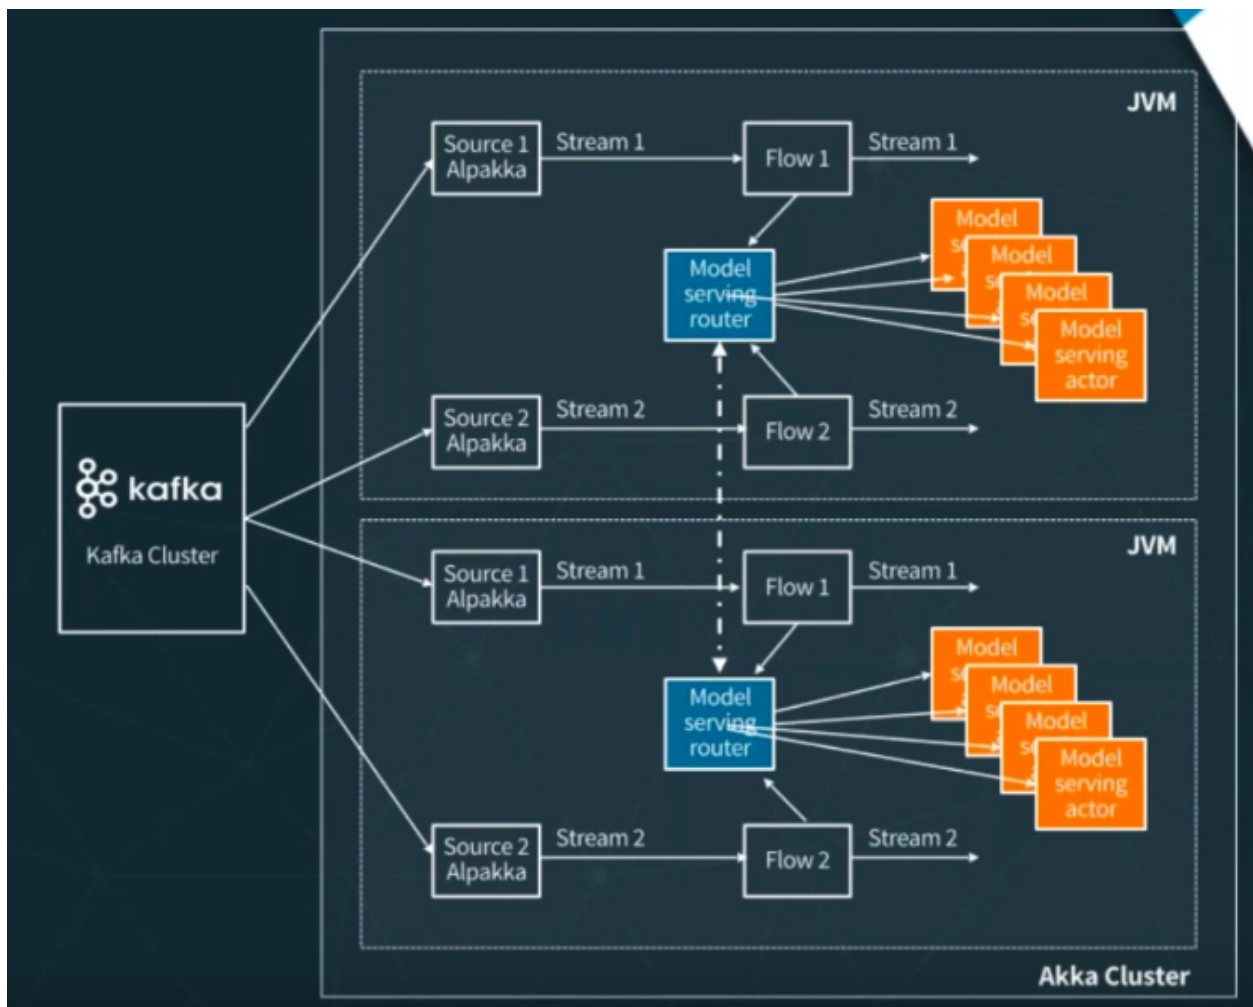 JVM
Source 1
Alpakka
Stream 1
Flow 1
Stream 1
Model
serving
router
Model
Model
Model
Model
serving
actor
Source 2
Alpakka
Stream 2
Flow 2
Stream 2
kafka
Kafka Cluster
JVM
Source 1
Alpakka
Stream 1
Flow 1
Stream 1
Model
serving
router
Model
Model
Model
Model
serving
actor
Source 2
Alpakka
Stream 2
Flow 2
Stream 2
Akka Cluster